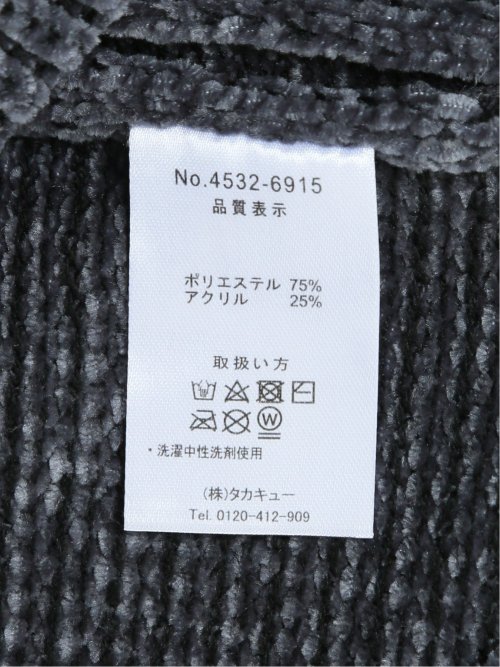 No.4532-6915
品質表示
ポリエステル 75%
アクリル 25%
取扱い方
W
・洗濯中性洗剤使用
(株)タカキュー
Tel. 0120-412-909